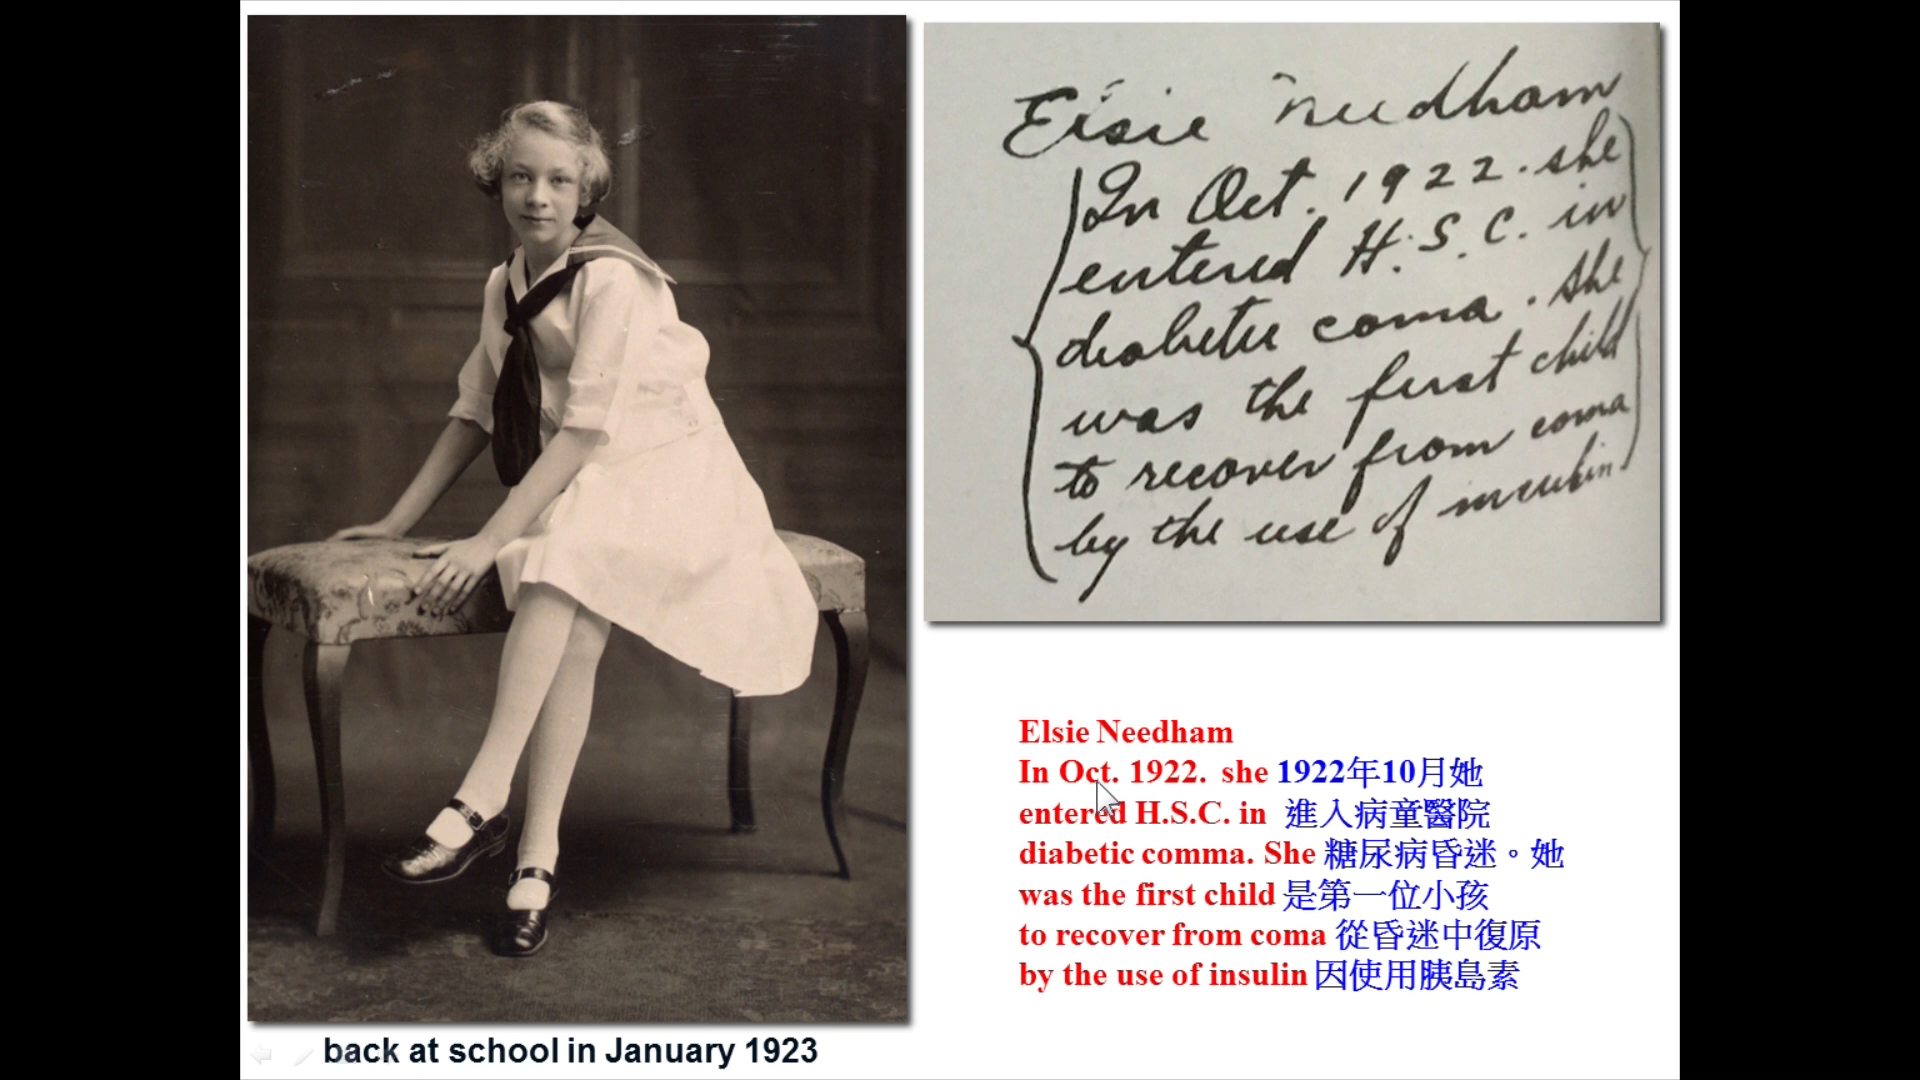 Elsie Needham
In Oct. 1922. she
entered H.S.C. in
diabetic coma. She
was the first child
to recover from coma
by the use of insulin
Elsie Needham
In Oct. 1922. she 1922年10月她
entered H.S.C. in 進入病童醫院
diabetic comma. She 糖尿病昏迷。她
was the first child 是第一位小孩
to recover from coma 從昏迷中復原
by the use of insulin 因使用胰島素
back at school in January 1923